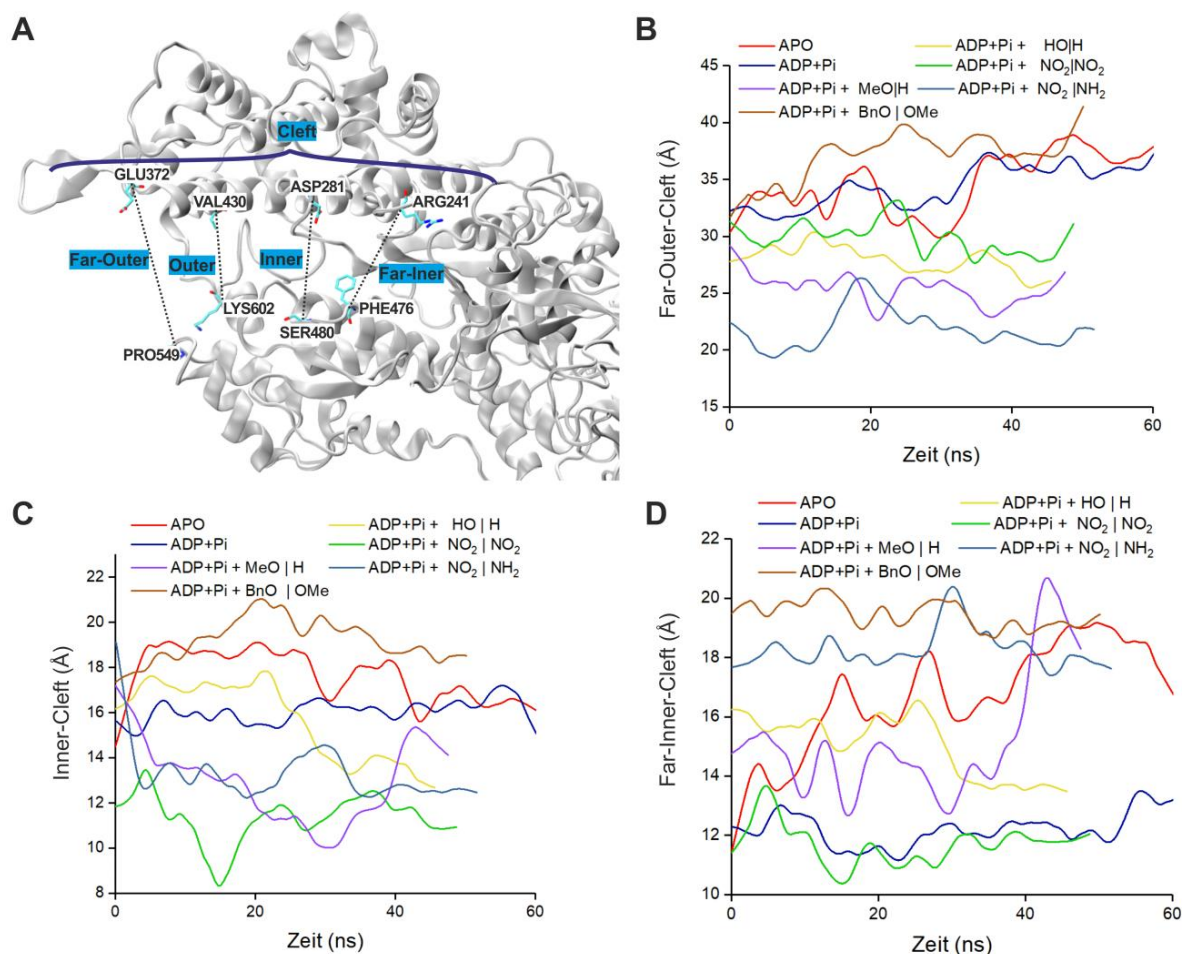 A
Cleft
GLU372
VAL430
ASP281
ARG241
Far-Outer
Outer
Inner
Far-Iner
LYS602
SER480
PHE476
PRO549
B
APO
ADP+Pi + HO|H
ADP+Pi
ADP+Pi + NO₂|NO₂
ADP+Pi + MeO|H
ADP+Pi + NO₂ |NH₂
ADP+Pi + BnO | OMe
Far-Outer-Cleft (Å)
45
40
35
30
25
20
15
0
20
40
60
Zeit (ns)
C
APO
ADP+Pi + HO | H
ADP+Pi
ADP+Pi + NO₂ | NO₂
ADP+Pi + MeO | H
ADP+Pi + NO₂ | NH₂
ADP+Pi + BnO | OMe
Inner-Cleft (Å)
22
20
18
16
14
12
10
8
0
20
40
60
Zeit (ns)
D
APO
ADP+Pi + HO | H
ADP+Pi
ADP+Pi + NO₂ | NO₂
ADP+Pi + MeO | H
ADP+Pi + NO₂ | NH₂
ADP+Pi + BnO | OMe
Far-Inner-Cleft (Å)
22
20
18
16
14
12
10
0
20
40
60
Zeit (ns)